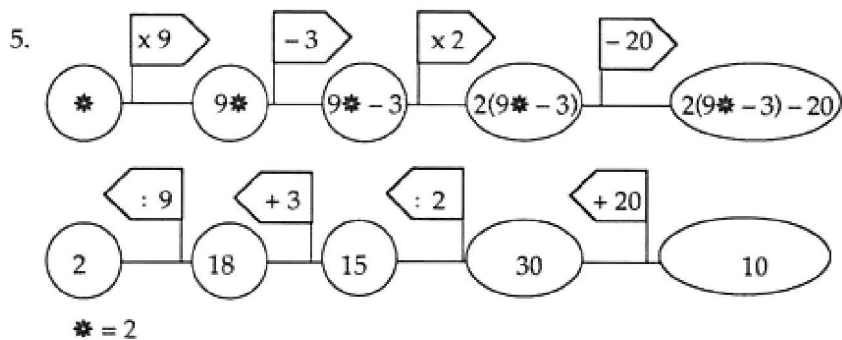 5. x 9 – 3 x 2 – 20
✵ 9✵ 9✵ – 3 2(9✵ – 3) 2(9✵ – 3) – 20
: 9 + 3 : 2 + 20
2 18 15 30 10
✵ = 2